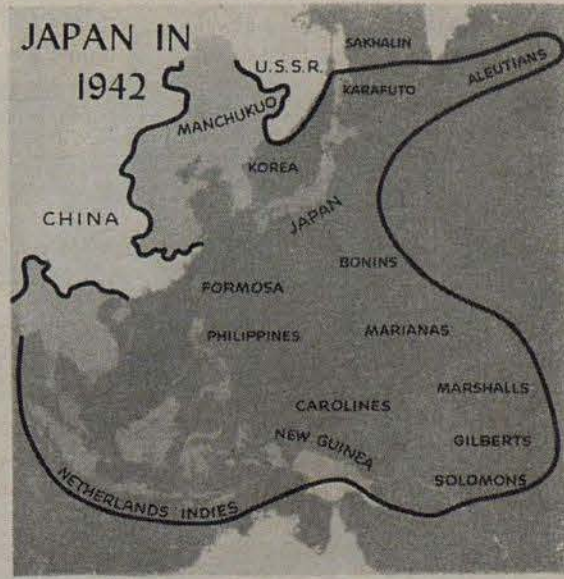 JAPAN IN
1942
SAKHALIN
U.S.S.R.
ALEUTIANS
KARAFUTO
MANCHUKUO
KOREA
CHINA
JAPAN
BONINS
FORMOSA
PHILIPPINES
MARIANAS
MARSHALLS
CAROLINES
NEW GUINEA
GILBERTS
SOLOMONS
NETHERLANDS INDIES